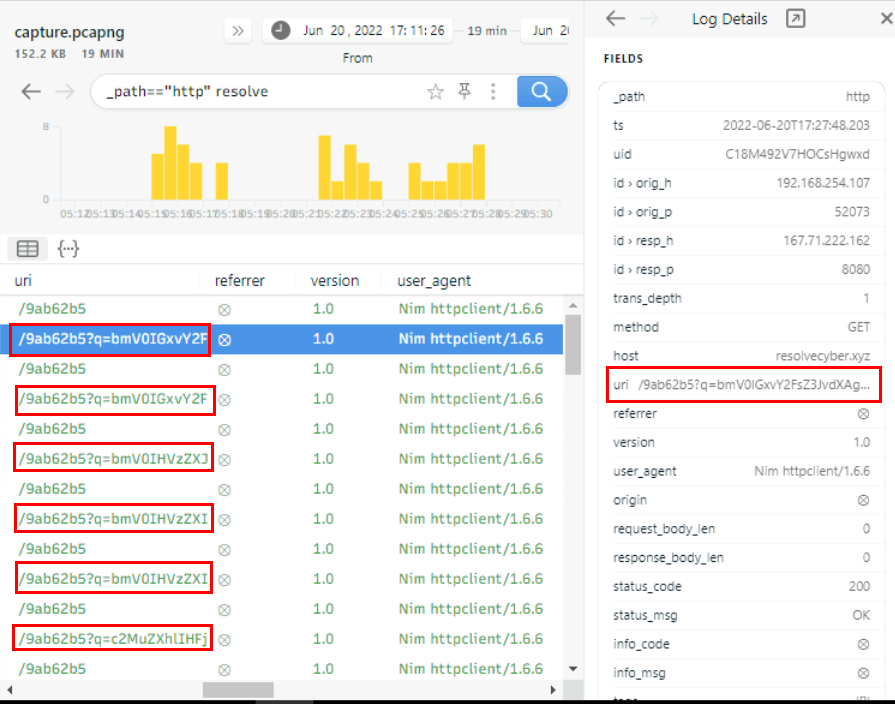 capture.pcapng
152.2 KB 19 MIN
Jun 20 , 2022 17: 11: 26
19 min
Jun
From
_path=="http" resolve
8
0
05:12 05:13 05:14 05:15 05:16 05:17 05:18 05:19 05:20 05:21 05:22 05:23 05:24 05:25 05:26 05:27 05:28 05:29 05:30
uri referrer version user_agent
/9ab62b5 1.0 Nim httpclient/1.6.6
/9ab62b5?q=bmV0IGxvY2F 1.0 Nim httpclient/1.6.6
/9ab62b5 1.0 Nim httpclient/1.6.6
/9ab62b5?q=bmV0IGxvY2F 1.0 Nim httpclient/1.6.6
/9ab62b5 1.0 Nim httpclient/1.6.6
/9ab62b5?q=bmV0IHVzZXJ 1.0 Nim httpclient/1.6.6
/9ab62b5 1.0 Nim httpclient/1.6.6
/9ab62b5?q=bmV0IHVzZXI 1.0 Nim httpclient/1.6.6
/9ab62b5 1.0 Nim httpclient/1.6.6
/9ab62b5?q=bmV0IHVzZXI 1.0 Nim httpclient/1.6.6
/9ab62b5 1.0 Nim httpclient/1.6.6
/9ab62b5?q=c2MuZXhlIHFj 1.0 Nim httpclient/1.6.6
/9ab62b5 1.0 Nim httpclient/1.6.6
Log Details
FIELDS
_path http
ts 2022-06-20T17:27:48.203
uid C18M492V7HOCsHgwxd
id › orig_h 192.168.254.107
id › orig_p 52073
id › resp_h 167.71.222.162
id › resp_p 8080
trans_depth 1
method GET
host resolvecyber.xyz
uri /9ab62b5?q=bmV0IGxvY2FsZ3JvdXAg...
referrer
version 1.0
user_agent Nim httpclient/1.6.6
origin
request_body_len 0
response_body_len 0
status_code 200
status_msg OK
info_code
info_msg